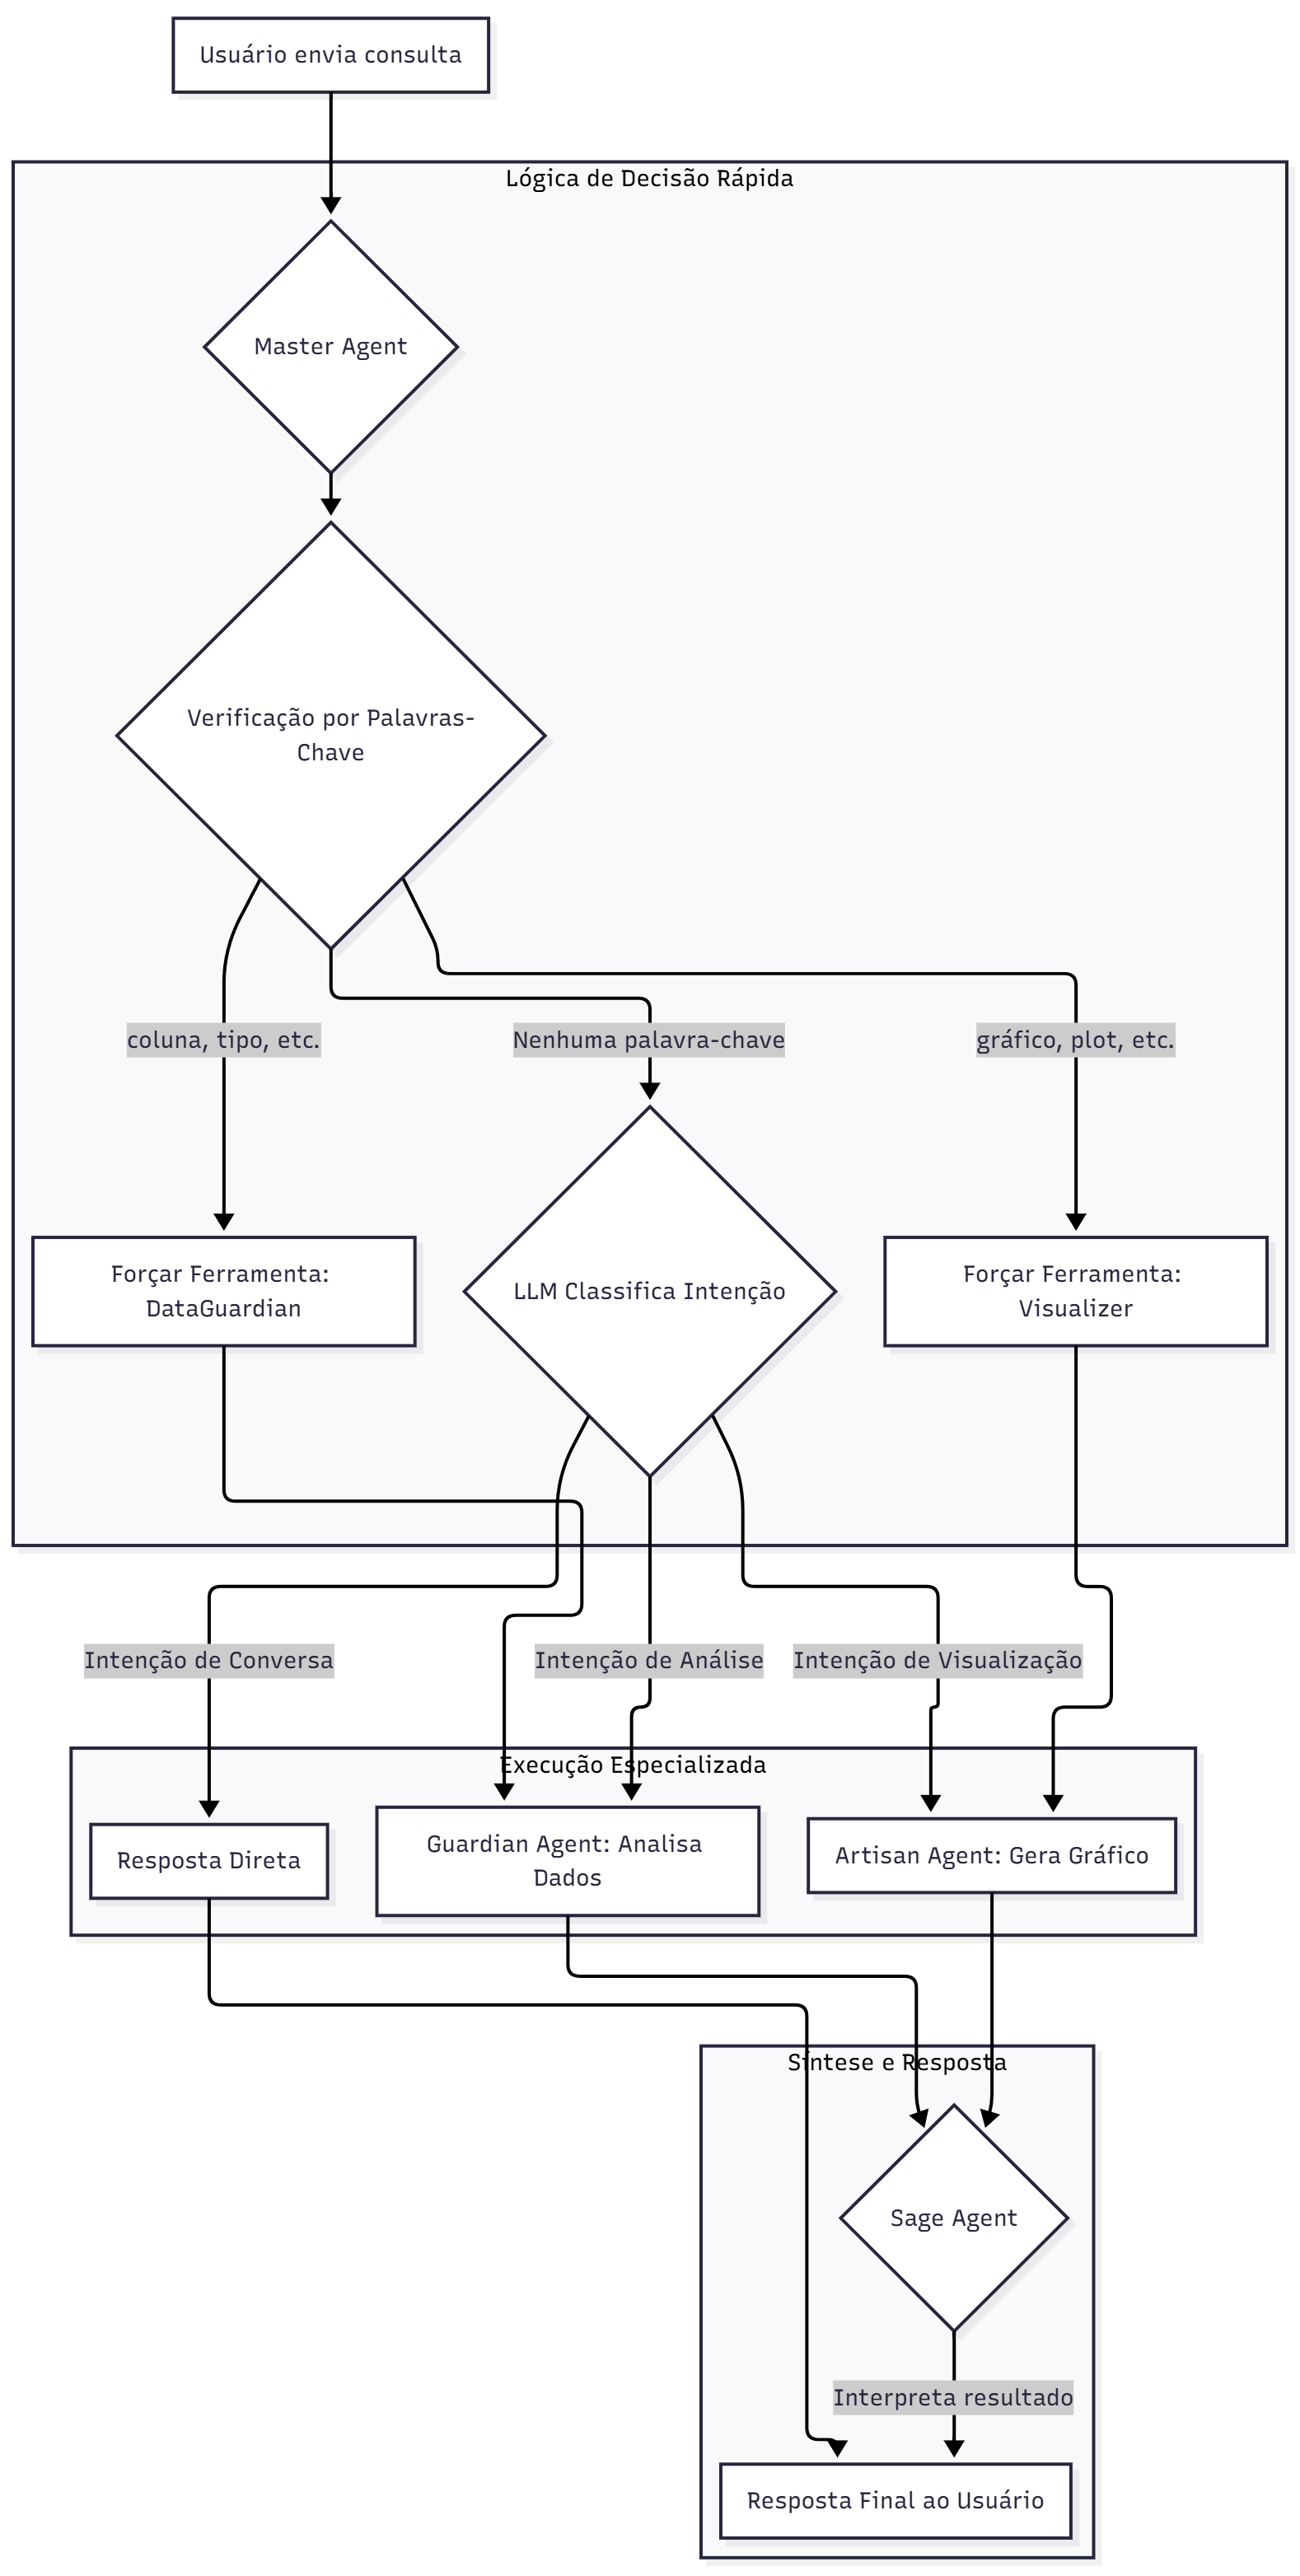 Usuário envia consulta
Lógica de Decisão Rápida
Master Agent
Verificação por Palavras-
Chave
coluna, tipo, etc.
Nenhuma palavra-chave
gráfico, plot, etc.
Forçar Ferramenta:
DataGuardian
LLM Classifica Intenção
Forçar Ferramenta:
Visualizer
Intenção de Conversa
Intenção de Análise
Intenção de Visualização
Execução Especializada
Resposta Direta
Guardian Agent: Analisa
Dados
Artisan Agent: Gera Gráfico
Síntese e Resposta
Sage Agent
Interpreta resultado
Resposta Final ao Usuário